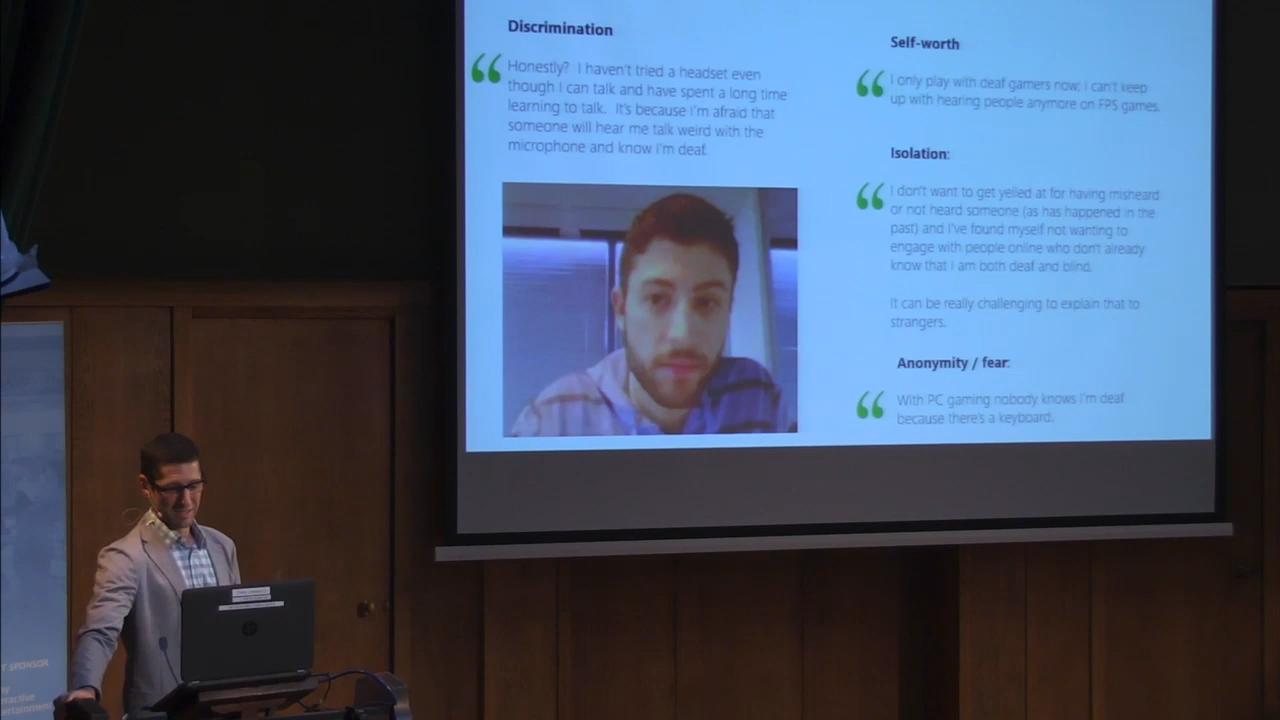 Discrimination
Honestly? I haven't tried a headset even
though I can talk and have spent a long time
learning to talk. It's because I'm afraid that
someone will hear me talk weird with the
microphone and know I'm deaf.
Self-worth
I only play with deaf gamers now; I can't keep
up with hearing people anymore on FPS games.
Isolation:
I don't want to get yelled at for having misheard
or not heard someone (as has happened in the
past) and I've found myself not wanting to
engage with people online who don't already
know that I am both deaf and blind.
It can be really challenging to explain that to
strangers.
Anonymity / fear:
With PC gaming nobody knows I'm deaf
because there's a keyboard.
hp
SPONSOR